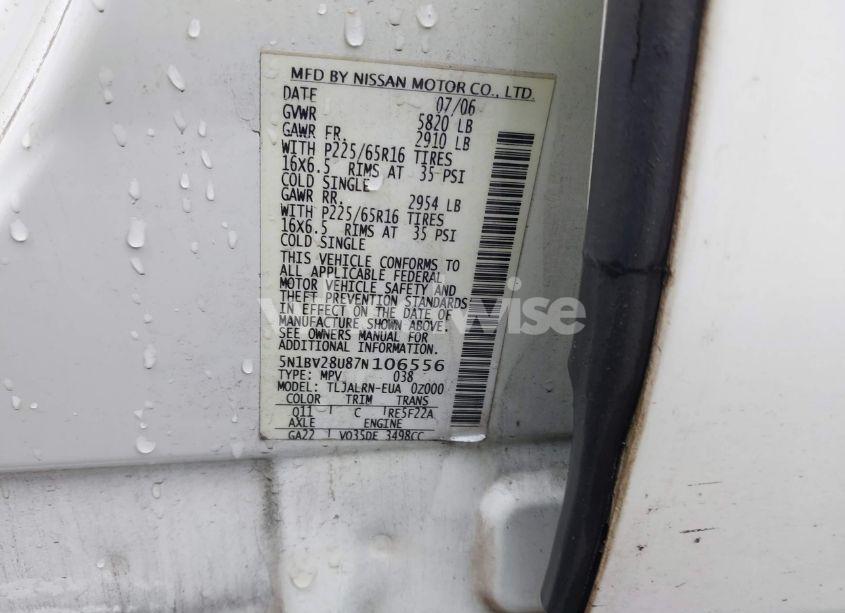 MFD BY NISSAN MOTOR CO., LTD.
DATE 07/06
GVWR 5820 LB
GAWR FR. 2910 LB
WITH P225/65R16 TIRES
16X6.5 RIMS AT 35 PSI
COLD SINGLE
GAWR RR. 2954 LB
WITH P225/65R16 TIRES
16X6.5 RIMS AT 35 PSI
COLD SINGLE
THIS VEHICLE CONFORMS TO
ALL APPLICABLE FEDERAL
MOTOR VEHICLE SAFETY AND
THEFT PREVENTION STANDARDS
IN EFFECT ON THE DATE OF
MANUFACTURE SHOWN ABOVE.
SEE OWNERS MANUAL FOR
ADDITIONAL INFORMATION.
5N1BV28U87N106556
TYPE: MPV 038
MODEL: TLJALRN-EUA 0Z000
COLOR TRIM TRANS
Q11 C RE5F22A
AXLE ENGINE
GA22 VQ35DE 3498CC